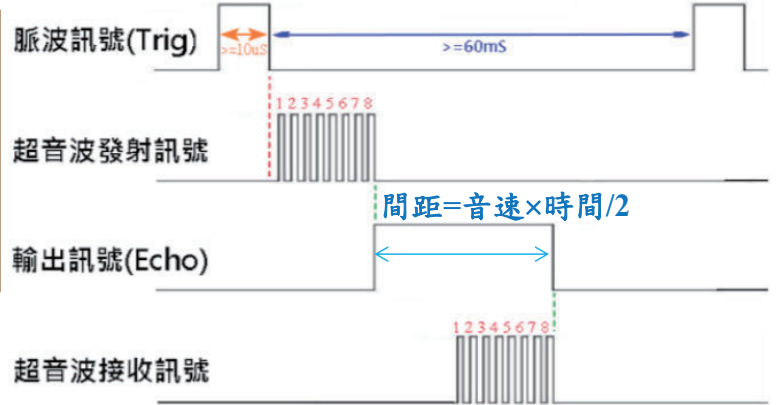 脈波訊號(Trig)
>=10uS
>=60mS
12345678
超音波發射訊號
間距=音速×時間/2
輸出訊號(Echo)
12345678
超音波接收訊號